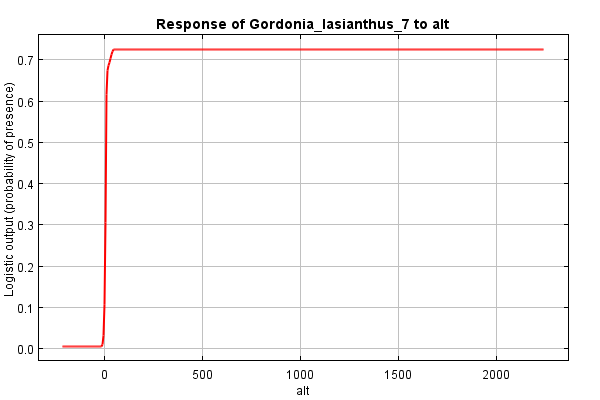 Response of Gordonia_lasianthus_7 to alt
Logistic output (probability of presence)
0.7
0.6
0.5
0.4
0.3
0.2
0.1
0.0
0 500 1000 1500 2000
alt